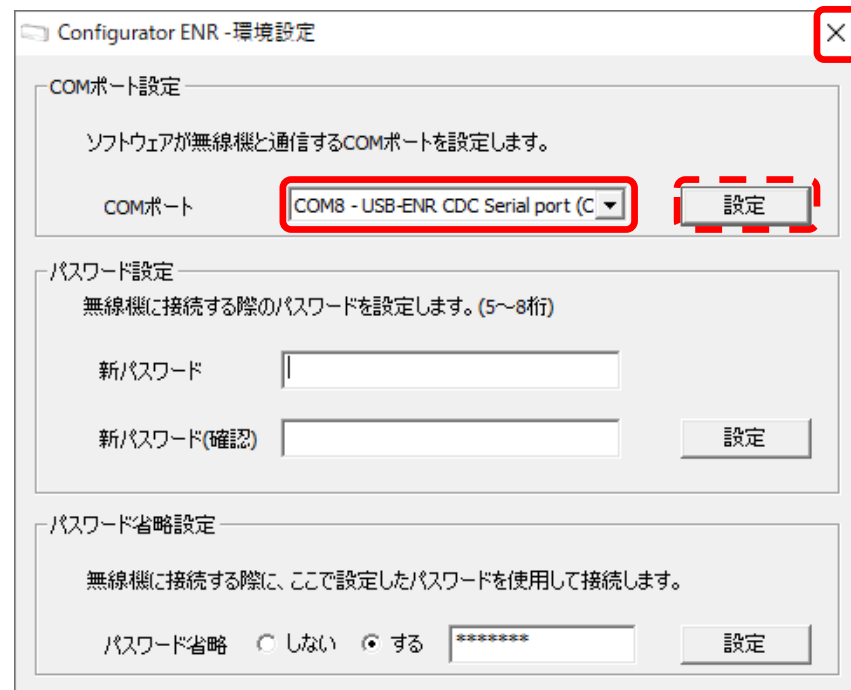 Configurator ENR -環境設定
COMポート設定
ソフトウェアが無線機と通信するCOMポートを設定します。
COMポート COM8 - USB-ENR CDC Serial port (C 設定
パスワード設定
無線機に接続する際のパスワードを設定します。(5～8桁)
新パスワード
新パスワード(確認) 設定
パスワード省略設定
無線機に接続する際に、ここで設定したパスワードを使用して接続します。
パスワード省略 しない する ******* 設定